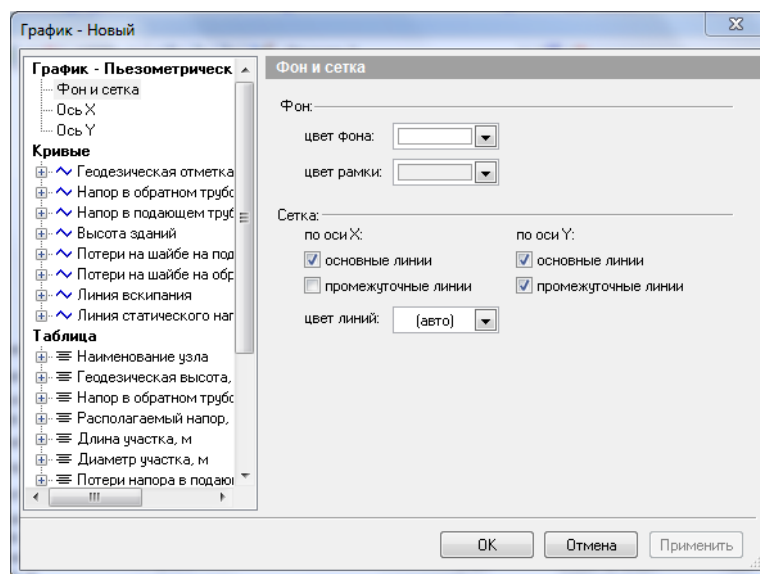 График - Новый
График - Пьезометрическ
Фон и сетка
Ось X
Ось Y
Кривые
Геодезическая отметка
Напор в обратном трубо
Напор в подающем труб
Высота зданий
Потери на шайбе на под
Потери на шайбе на обр
Линия вскипания
Линия статического нап
Таблица
Наименование узла
Геодезическая высота,
Напор в обратном трубо
Располагаемый напор,
Длина участка, м
Диаметр участка, м
Потери напора в подаю
Фон и сетка
Фон:
цвет фона:
цвет рамки:
Сетка:
по оси X: по оси Y:
основные линии основные линии
промежуточные линии промежуточные линии
цвет линий: (авто)
OK Отмена Применить